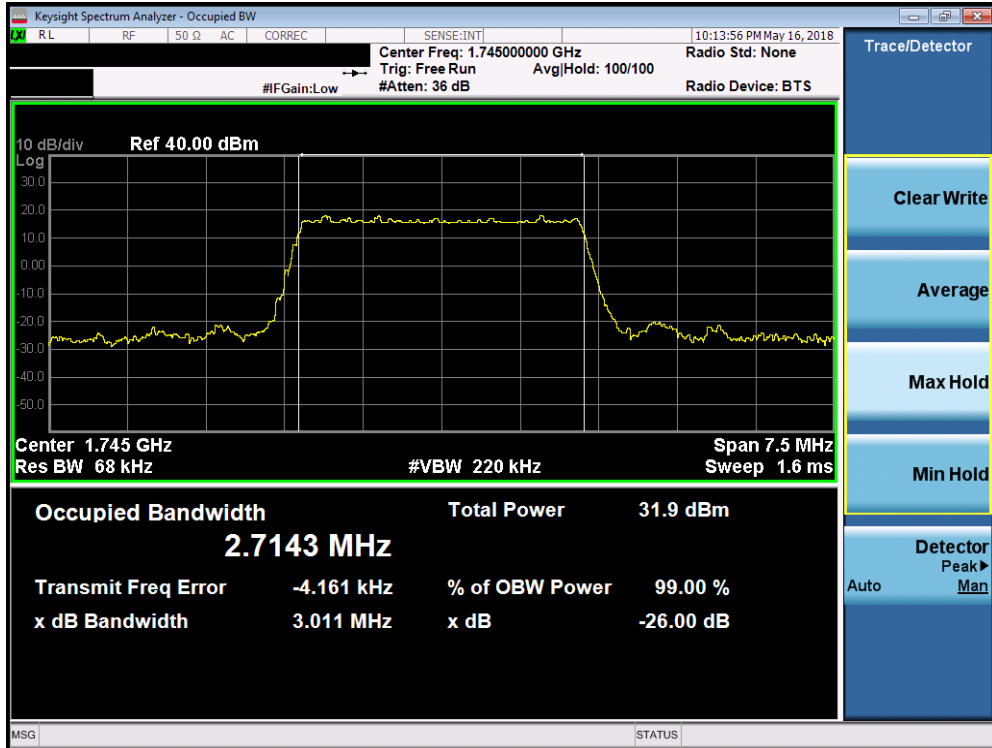 Keysight Spectrum Analyzer - Occupied BW
LXI RL RF 50 Ω AC CORREC SENSE:INT 10:13:56 PM May 16, 2018
Center Freq: 1.745000000 GHz Radio Std: None
Trig: Free Run Avg|Hold: 100/100
#IFGain:Low #Atten: 36 dB Radio Device: BTS
Trace/Detector
10 dB/div Ref 40.00 dBm
Log
30.0
20.0
10.0
0.00
-10.0
-20.0
-30.0
-40.0
-50.0
Center 1.745 GHz Span 7.5 MHz
Res BW 68 kHz #VBW 220 kHz Sweep 1.6 ms
Occupied Bandwidth Total Power 31.9 dBm
2.7143 MHz
Transmit Freq Error -4.161 kHz % of OBW Power 99.00 %
x dB Bandwidth 3.011 MHz x dB -26.00 dB
Clear Write
Average
Max Hold
Min Hold
Detector
Peak▶
Auto Man
MSG STATUS